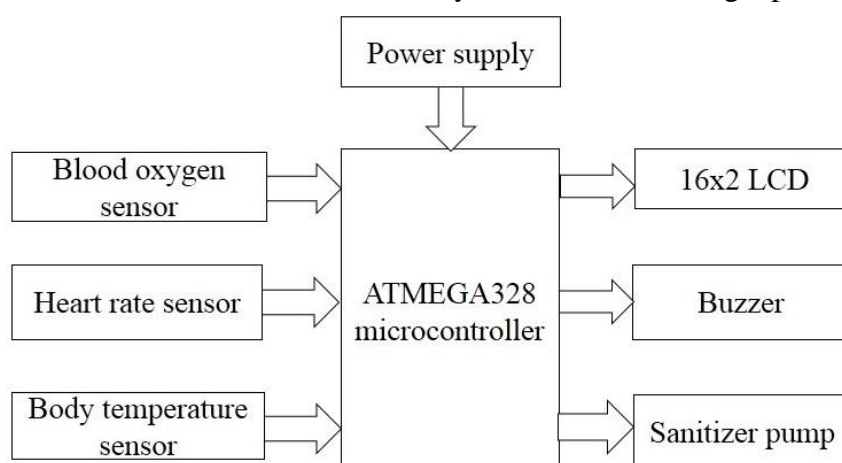 Power supply
Blood oxygen
sensor
Heart rate sensor
Body temperature
sensor
ATMEGA328
microcontroller
16x2 LCD
Buzzer
Sanitizer pump